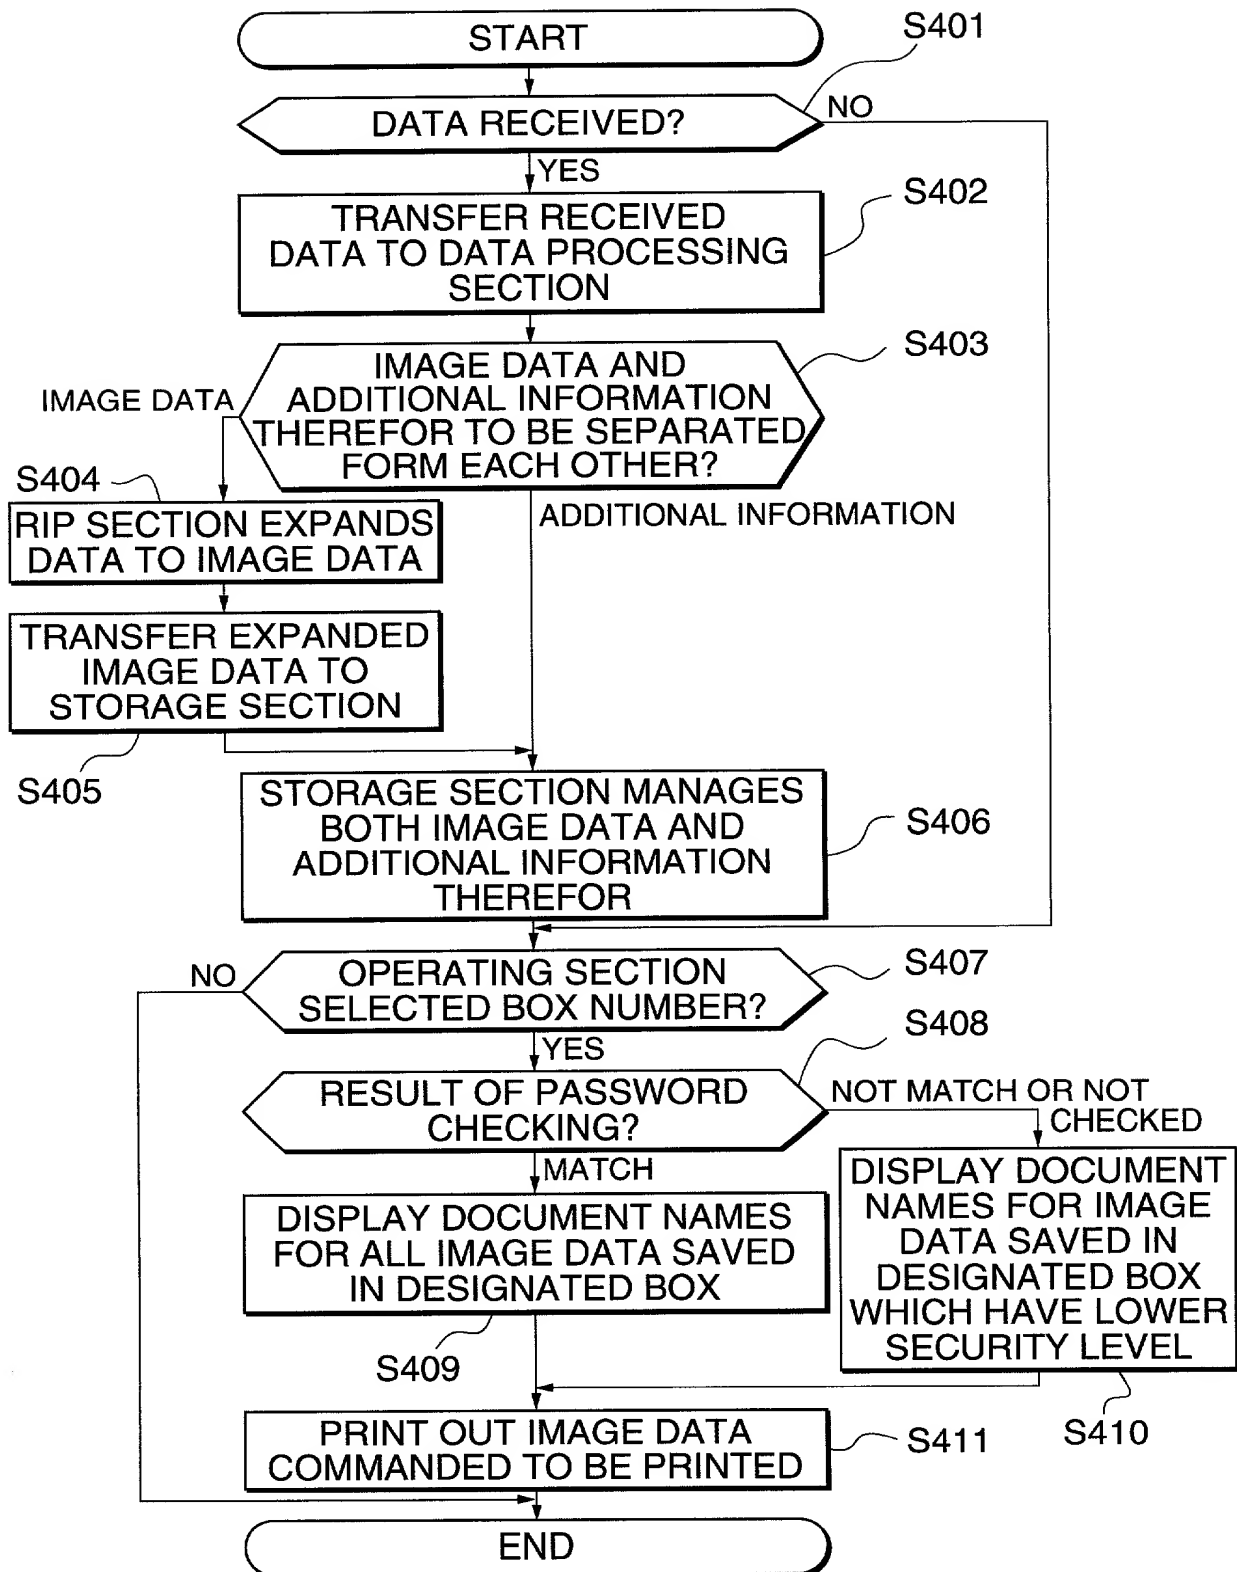 START
S401
DATA RECEIVED?
NO
YES
S402
TRANSFER RECEIVED
DATA TO DATA PROCESSING
SECTION
S403
IMAGE DATA AND
ADDITIONAL INFORMATION
THEREFOR TO BE SEPARATED
FORM EACH OTHER?
IMAGE DATA
ADDITIONAL INFORMATION
S404
RIP SECTION EXPANDS
DATA TO IMAGE DATA
TRANSFER EXPANDED
IMAGE DATA TO
STORAGE SECTION
S405
STORAGE SECTION MANAGES
BOTH IMAGE DATA AND
ADDITIONAL INFORMATION
THEREFOR
S406
S407
NO
OPERATING SECTION
SELECTED BOX NUMBER?
YES
S408
RESULT OF PASSWORD
CHECKING?
NOT MATCH OR NOT
CHECKED
MATCH
DISPLAY DOCUMENT NAMES
FOR ALL IMAGE DATA SAVED
IN DESIGNATED BOX
S409
DISPLAY DOCUMENT
NAMES FOR IMAGE
DATA SAVED IN
DESIGNATED BOX
WHICH HAVE LOWER
SECURITY LEVEL
S410
PRINT OUT IMAGE DATA
COMMANDED TO BE PRINTED
S411
END